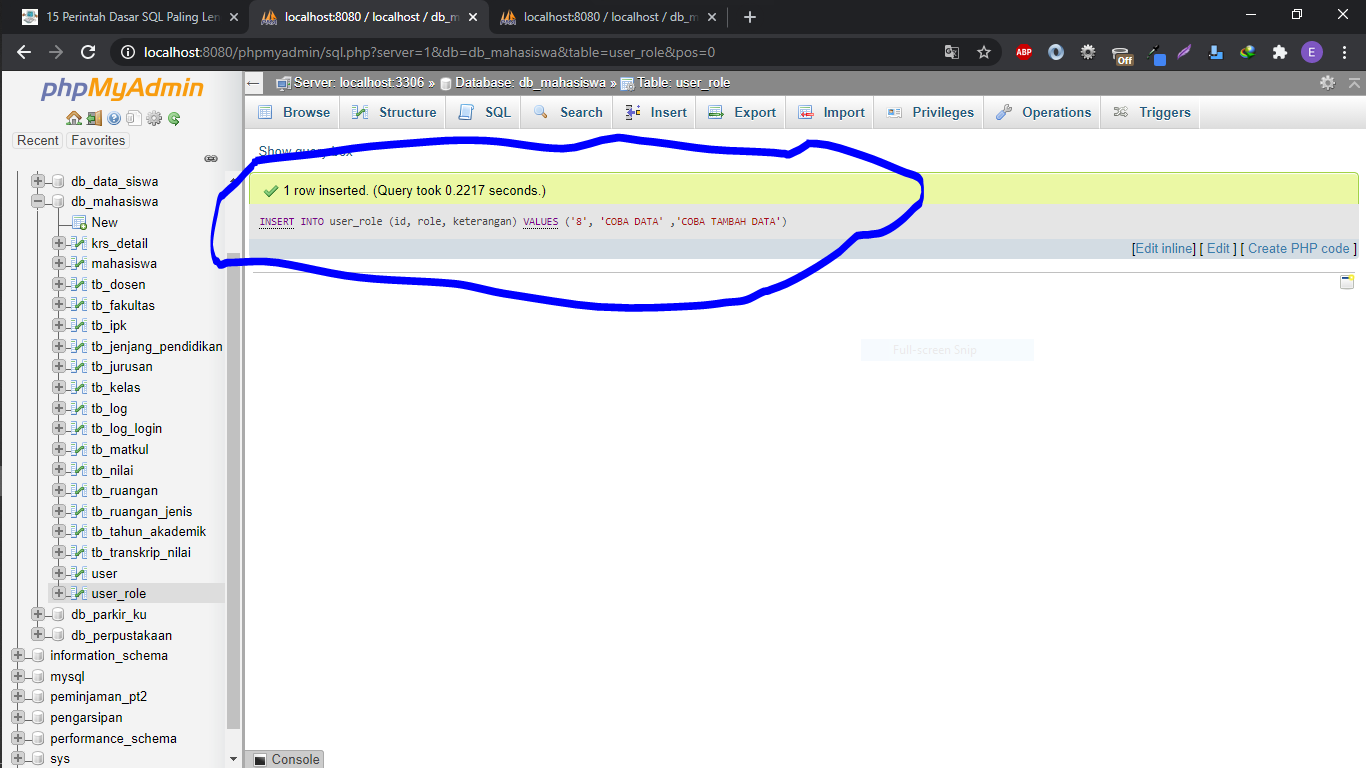 15 Perintah Dasar SQL Paling Len
localhost:8080 / localhost / db_m
localhost:8080 / localhost / db_m
localhost:8080/phpmyadmin/sql.php?server=1&db=db_mahasiswa&table=user_role&pos=0
ABP
Off
E
phpMyAdmin
Recent
Favorites
db_data_siswa
db_mahasiswa
New
krs_detail
mahasiswa
tb_dosen
tb_fakultas
tb_ipk
tb_jenjang_pendidikan
tb_jurusan
tb_kelas
tb_log
tb_log_login
tb_matkul
tb_nilai
tb_ruangan
tb_ruangan_jenis
tb_tahun_akademik
tb_transkrip_nilai
user
user_role
db_parkir_ku
db_perpustakaan
information_schema
mysql
peminjaman_pt2
pengarsipan
performance_schema
sys
Server: localhost:3306 » Database: db_mahasiswa » Table: user_role
Browse Structure SQL Search Insert Export Import Privileges Operations Triggers
Show query box
1 row inserted. (Query took 0.2217 seconds.)
INSERT INTO user_role (id, role, keterangan) VALUES ('8', 'COBA DATA' ,'COBA TAMBAH DATA')
[Edit inline] [ Edit ] [ Create PHP code ]
Full-screen Snip
Console